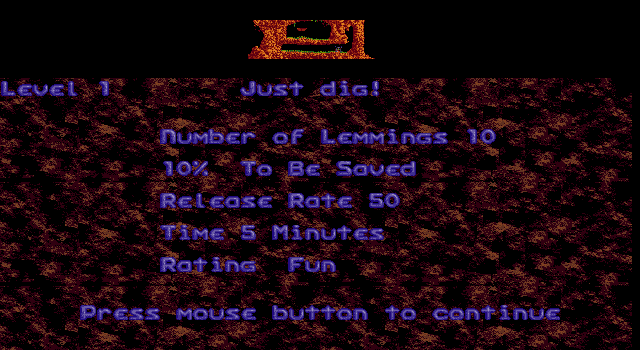 Level 1 Just dig!
Number of Lemmings 10
10% To Be Saved
Release Rate 50
Time 5 Minutes
Rating Fun
Press mouse button to continue